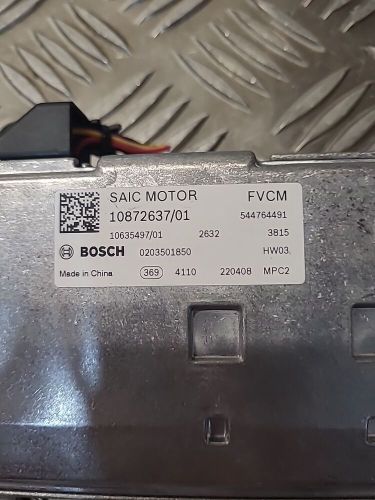 SAIC MOTOR FVCM
10872637/01 544764491
10635497/01 2632 3815
BOSCH 0203501850 HW03.
Made in China 369 4110 220408 MPC2